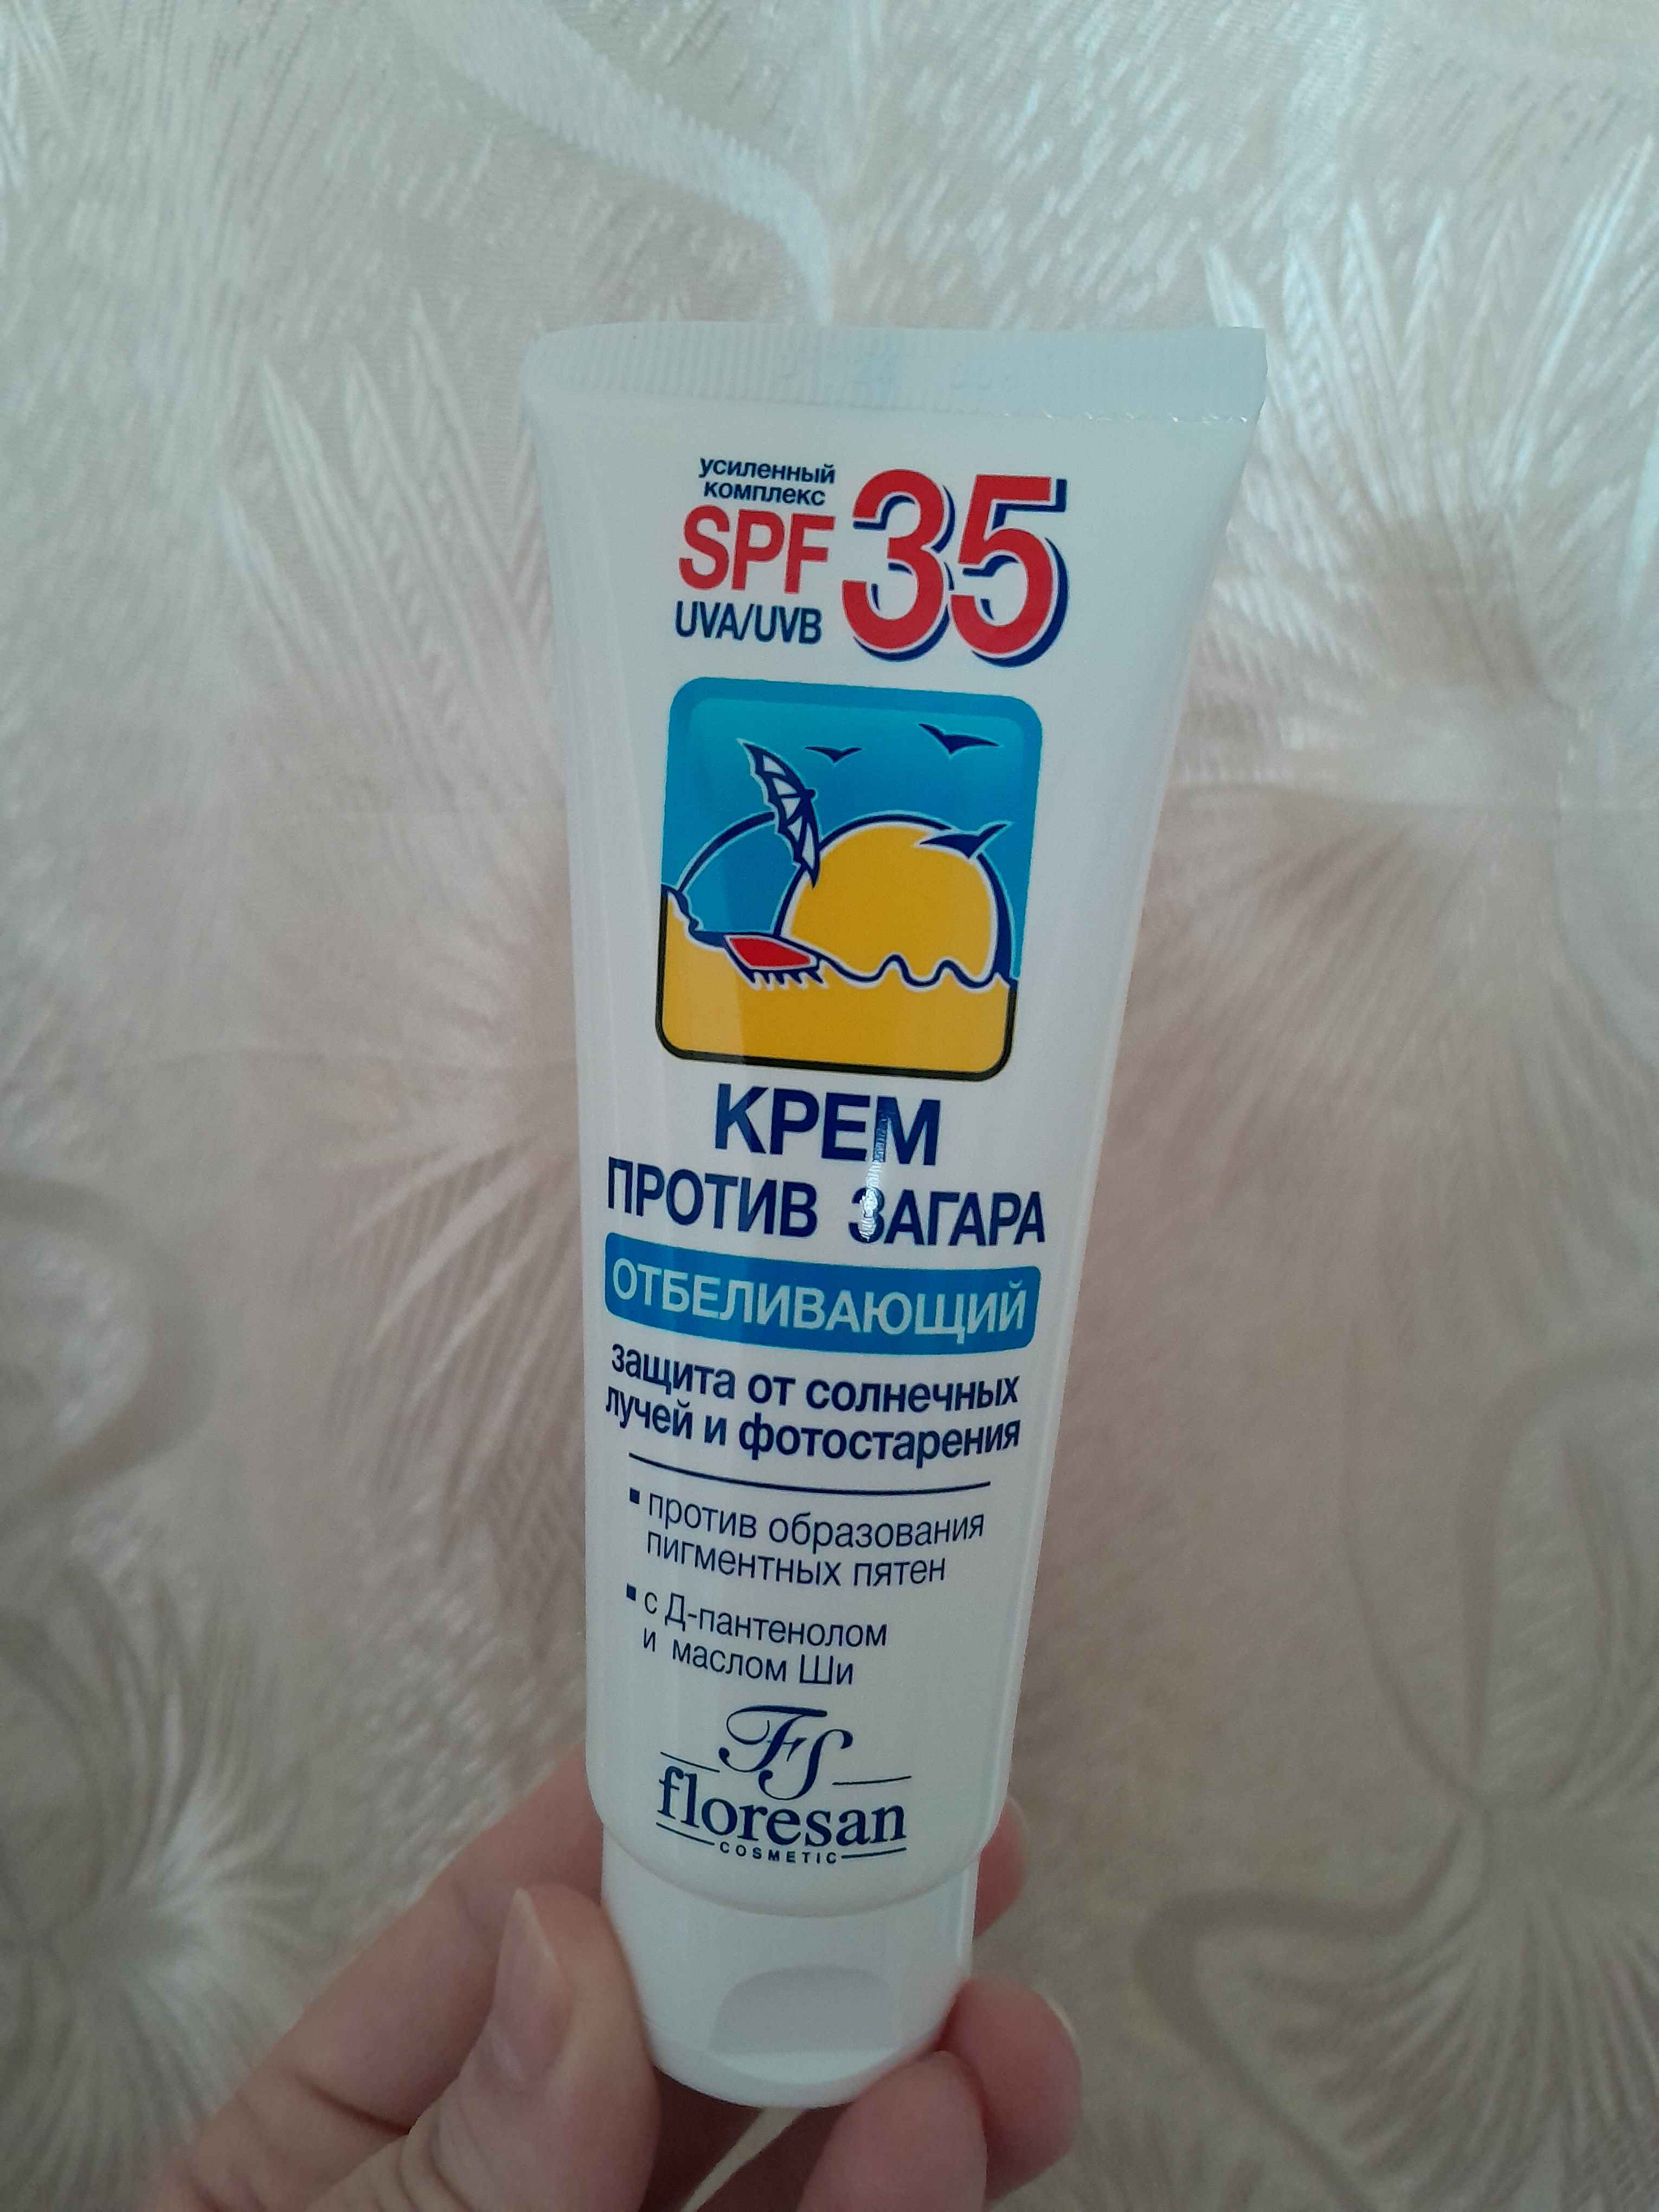 усиленный
комплекс
SPF 35
UVA/UVB
КРЕМ
ПРОТИВ ЗАГАРА
ОТБЕЛИВАЮЩИЙ
защита от солнечных
лучей и фотостарения
▪ против образования
пигментных пятен
▪ с Д-пантенолом
и маслом Ши
FS
floresan
COSMETIC